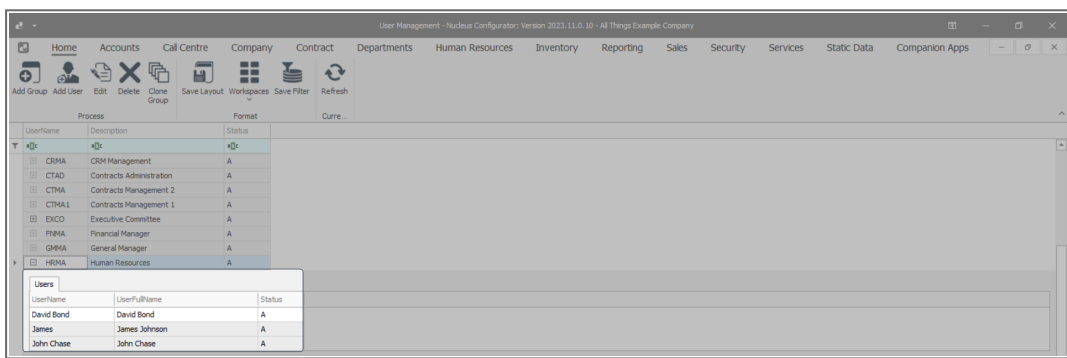 User Management - Nucleus Configurator: Version 2023.11.0.10 - All Things Example Company
Home Accounts Call Centre Company Contract Departments Human Resources Inventory Reporting Sales Security Services Static Data Companion Apps
Add Group Add User Edit Delete Clone Group Save Layout Workspaces Save Filter Refresh
Process Format Curre...
UserName Description Status
CRMA CRM Management A
CTAD Contracts Administration A
CTMA Contracts Management 2 A
CTMA1 Contracts Management 1 A
EXCO Executive Committee A
FNMA Financial Manager A
GMMA General Manager A
HRMA Human Resources A
Users
UserName UserFullName Status
David Bond David Bond A
James James Johnson A
John Chase John Chase A